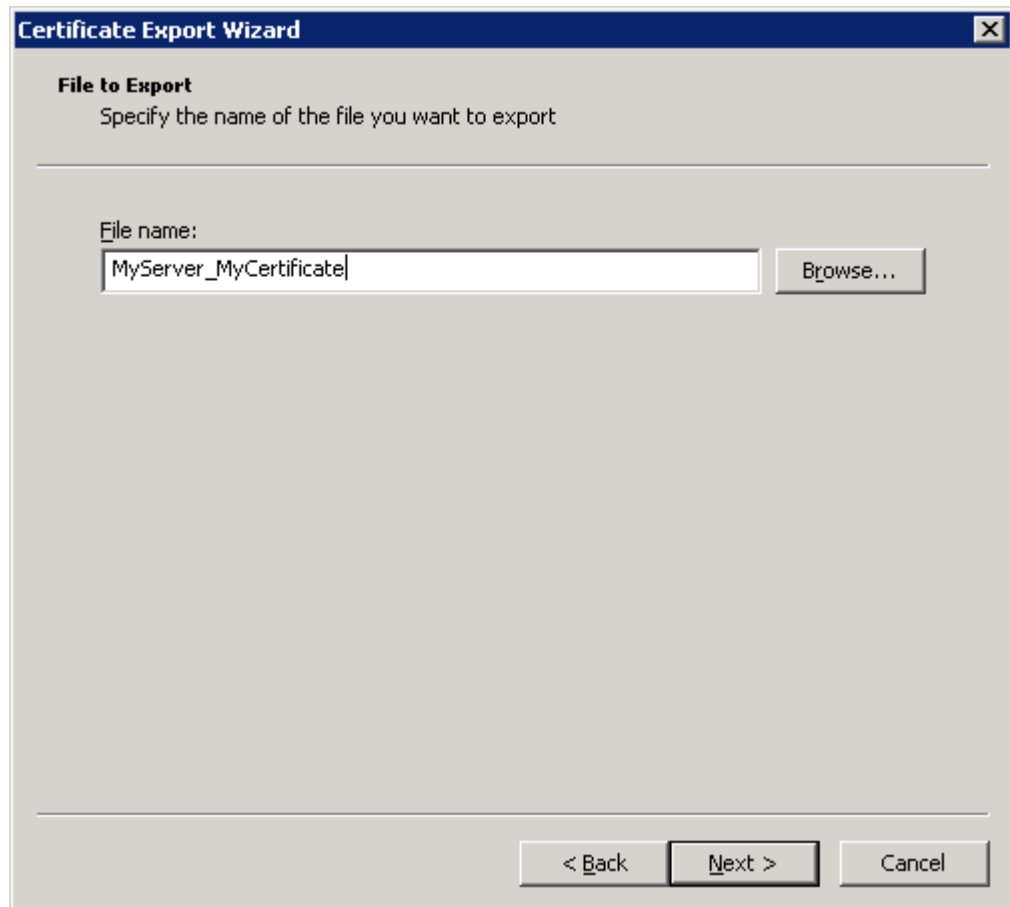 Certificate Export Wizard
File to Export
Specify the name of the file you want to export
File name:
MyServer_MyCertificate
Browse...
< Back
Next >
Cancel